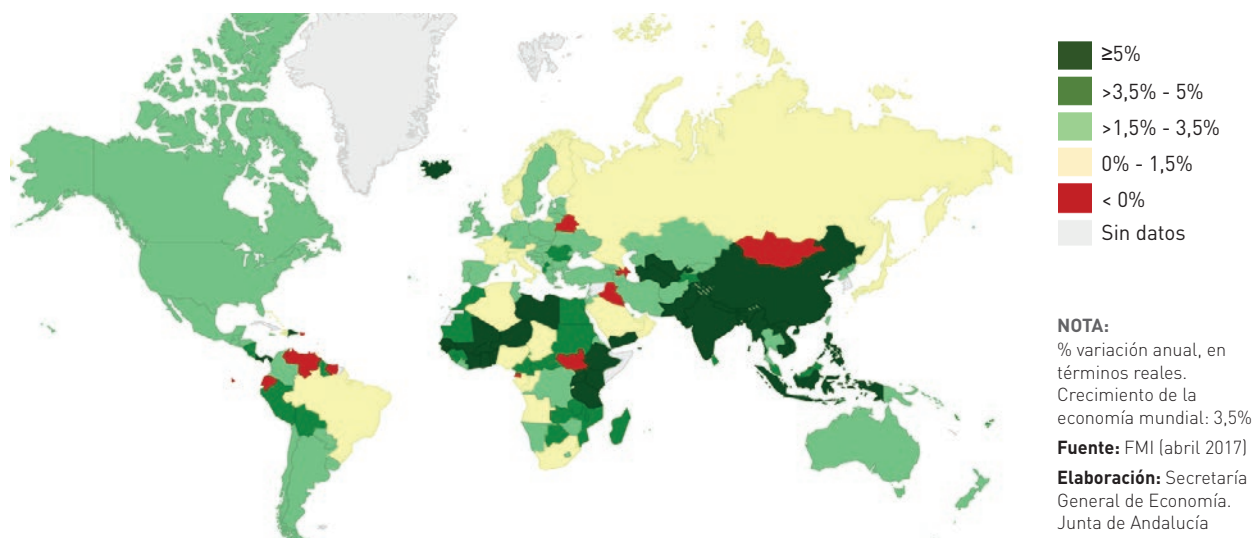 ≥5%
>3,5% - 5%
>1,5% - 3,5%
0% - 1,5%
< 0%
Sin datos
NOTA:
% variación anual, en
términos reales.
Crecimiento de la
economía mundial: 3,5%
Fuente: FMI (abril 2017)
Elaboración: Secretaría
General de Economía.
Junta de Andalucía